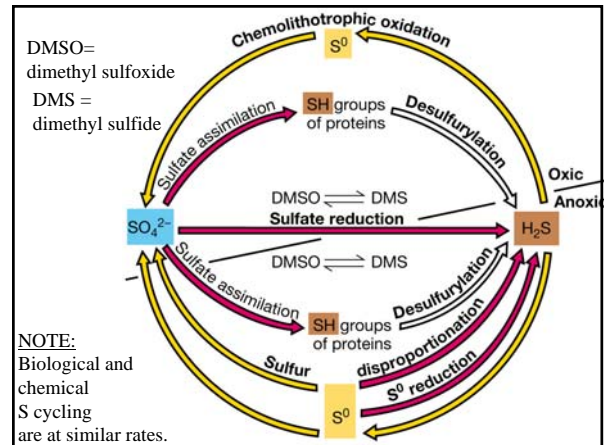 DMSO=
dimethyl sulfoxide
DMS =
dimethyl sulfide
Chemolithotrophic oxidation
S⁰
Sulfate assimilation
SH groups
of proteins
Desulfurylation
Oxic
Anoxic
DMSO ⇌ DMS
Sulfate reduction
SO₄²⁻
H₂S
DMSO ⇌ DMS
Sulfate assimilation
SH groups
of proteins
Desulfurylation
Sulfur
disproportionation
S⁰ reduction
S⁰
NOTE:
Biological and
chemical
S cycling
are at similar rates.